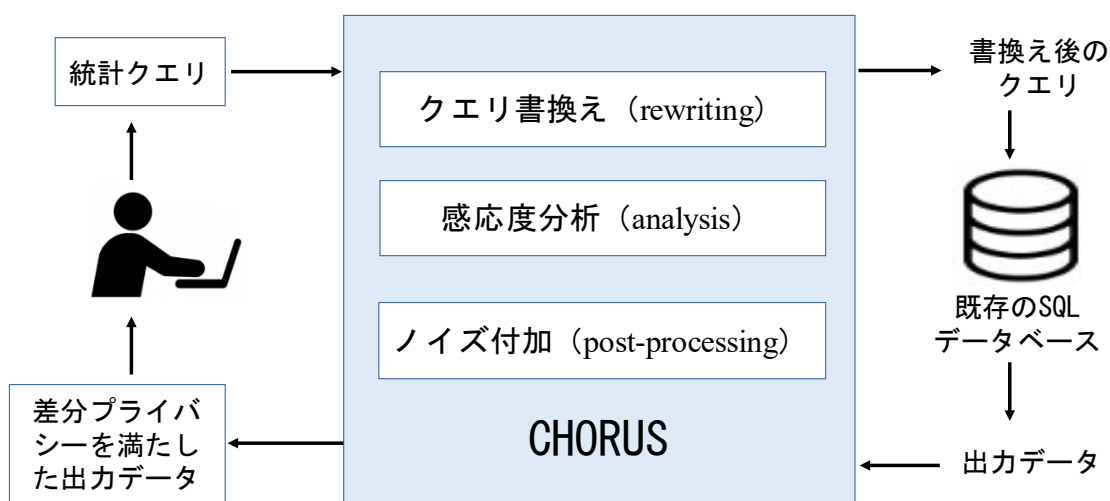 統計クエリ
クエリ書換え（rewriting）
感応度分析（analysis）
ノイズ付加（post-processing）
CHORUS
書換え後の
クエリ
既存のSQL
データベース
出力データ
差分プライバ
シーを満たし
た出力データ